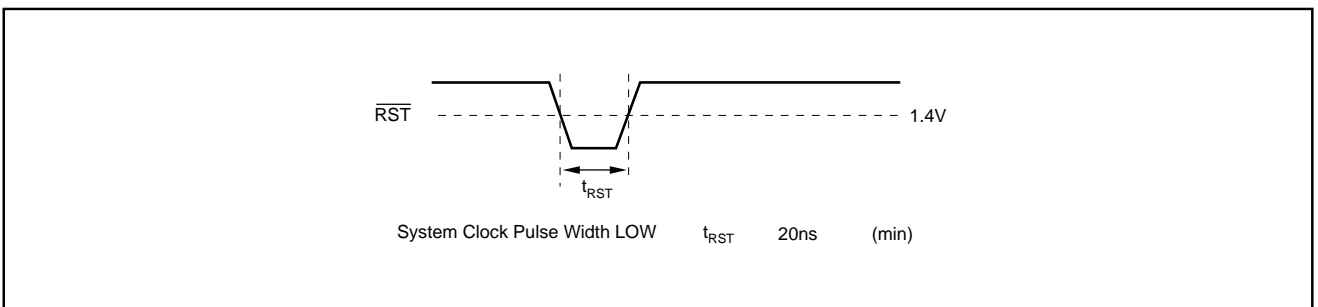 RST 1.4V
tRST
System Clock Pulse Width LOW tRST 20ns (min)